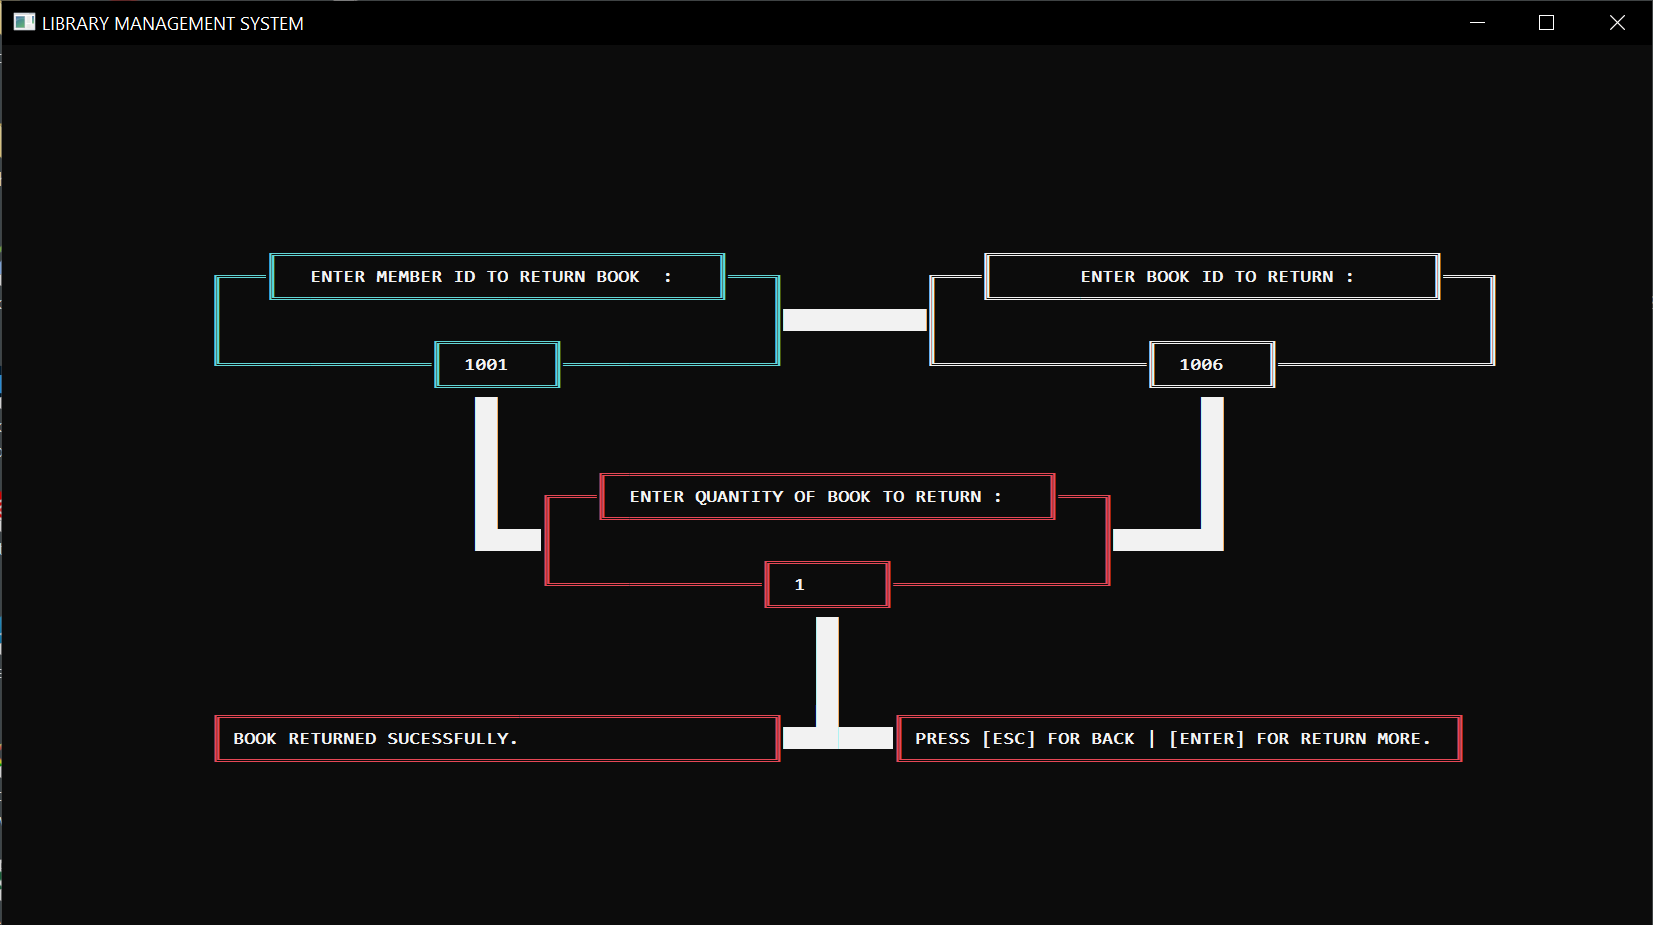 LIBRARY MANAGEMENT SYSTEM
ENTER MEMBER ID TO RETURN BOOK  :
ENTER BOOK ID TO RETURN :
1001
1006
ENTER QUANTITY OF BOOK TO RETURN :
1
BOOK RETURNED SUCESSFULLY.
PRESS [ESC] FOR BACK | [ENTER] FOR RETURN MORE.